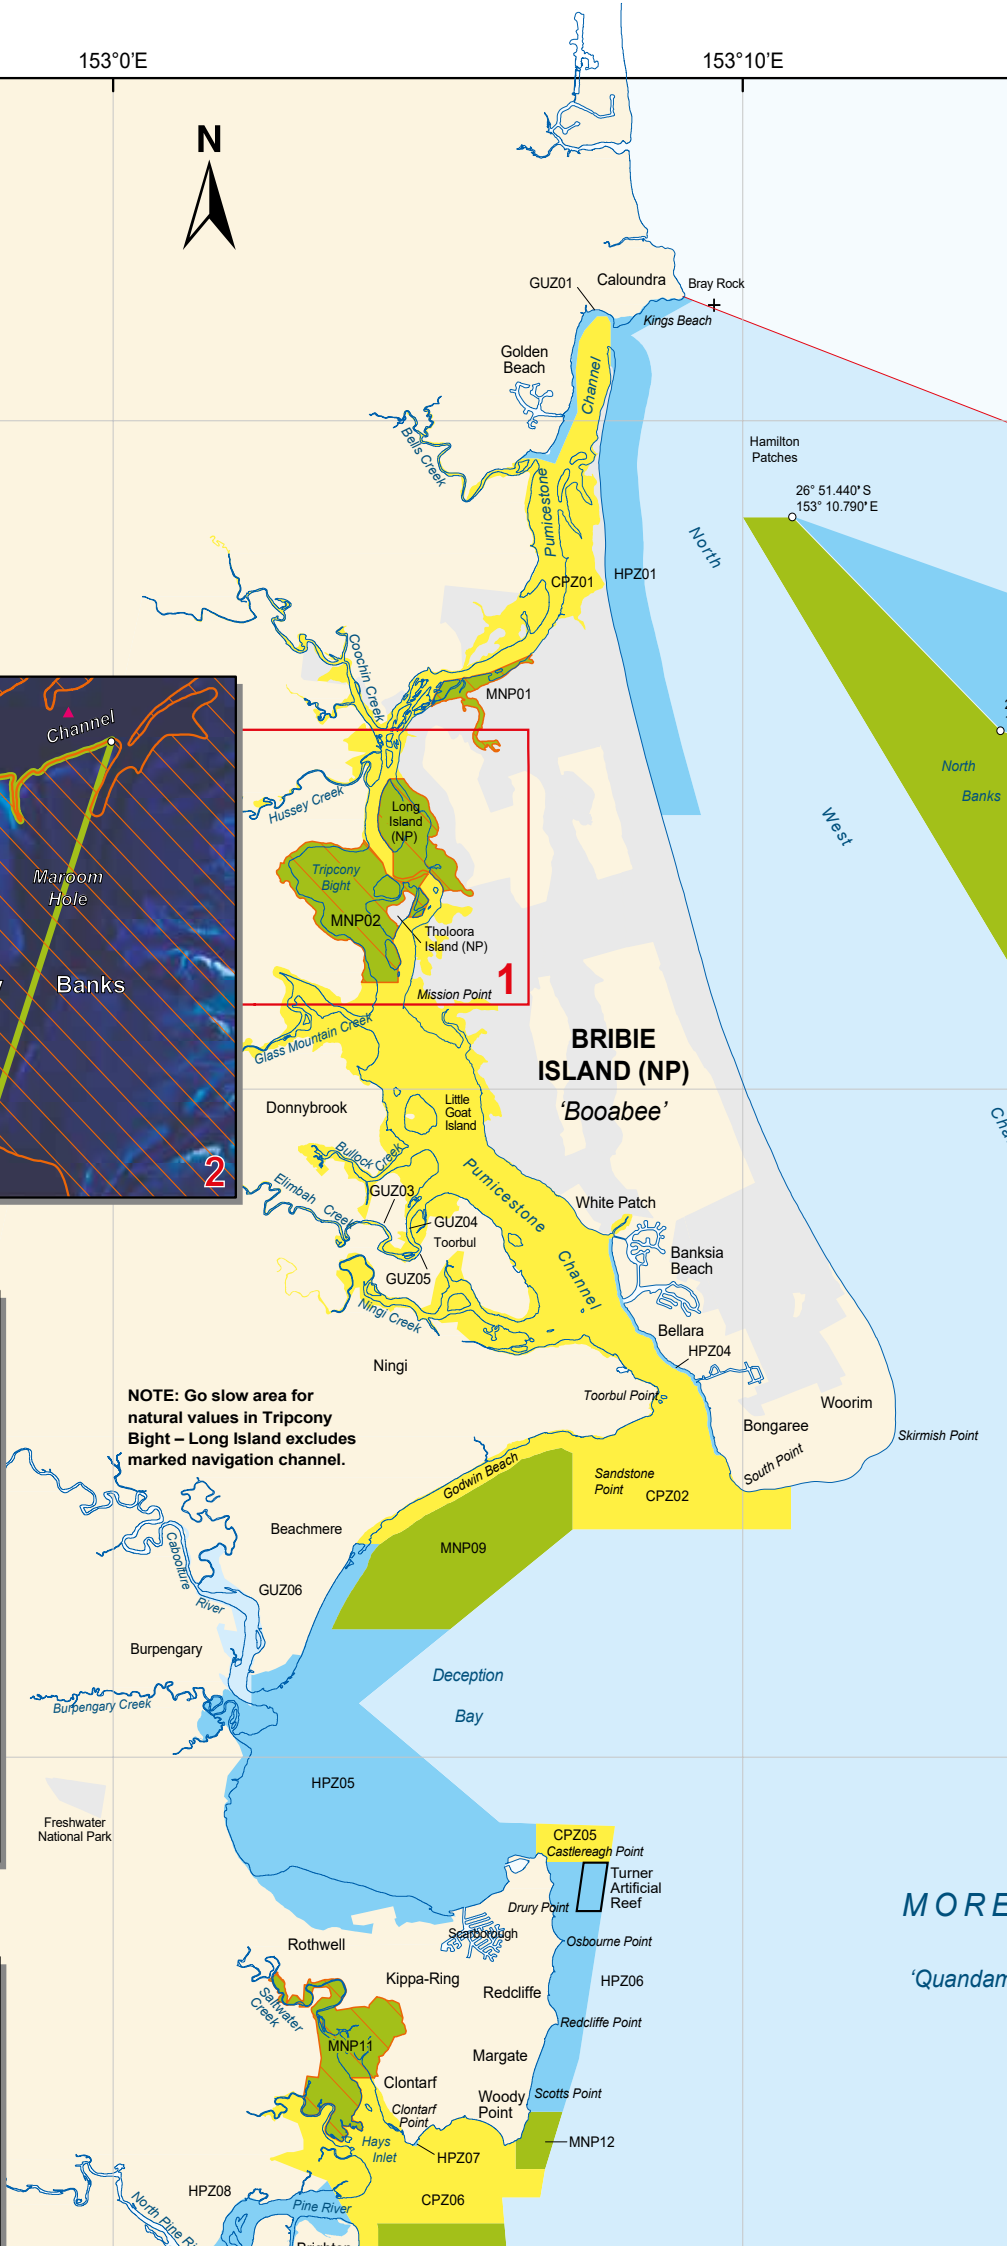 153°0'E
153°10'E
N
GUZ01
Caloundra
Bray Rock
Kings Beach
Golden
Beach
Channel
Bells Creek
Pumicestone
Hamilton
Patches
26° 51.440' S
153° 10.790' E
North
CPZ01
HPZ01
Coochin Creek
MNP01
Channel
Hussey Creek
Long
Island
(NP)
North
Banks
West
Tripcony
Bight
MNP02
Maroom
Hole
Tholoora
Island (NP)
Banks
1
Mission Point
Glass Mountain Creek
BRIBIE
ISLAND (NP)
'Booabee'
Donnybrook
Little
Goat
Island
Bullock Creek
2
Elimbah Creek
GUZ03
Pumicestone
Channel
White Patch
GUZ04
Toorbul
GUZ05
Banksia
Beach
Ningi Creek
Bellara
HPZ04
Ningi
Toorbul Point
NOTE: Go slow area for
natural values in Tripcony
Bight – Long Island excludes
marked navigation channel.
Woorim
Bongaree
Skirmish Point
South Point
Godwin Beach
Sandstone
Point
CPZ02
Beachmere
MNP09
Caboolture
River
GUZ06
Burpengary
Deception
Bay
Burpengary Creek
HPZ05
Freshwater
National Park
CPZ05
Castlereagh Point
Turner
Artificial
Reef
Drury Point
Scarborough
Osbourne Point
Rothwell
Kippa-Ring
Redcliffe
HPZ06
Saltwater
Creek
Redcliffe Point
MNP11
Margate
Clontarf
Woody
Point
Scotts Point
Clontarf
Point
MNP12
Hays
Inlet
HPZ07
HPZ08
CPZ06
Pine River
North Pine Ri
Brighton
MORE
'Quandam